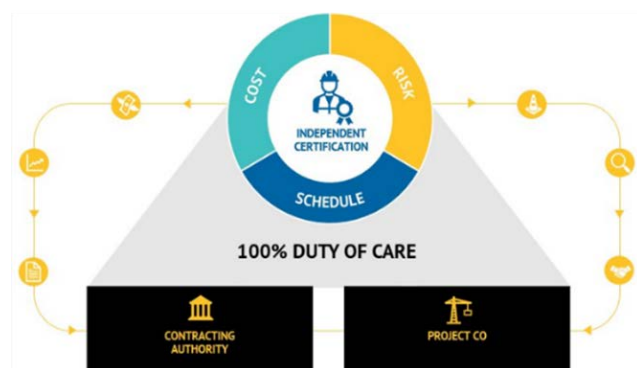 COST
RISK
INDEPENDENT
CERTIFICATION
SCHEDULE
100% DUTY OF CARE
CONTRACTING
AUTHORITY
PROJECT CO